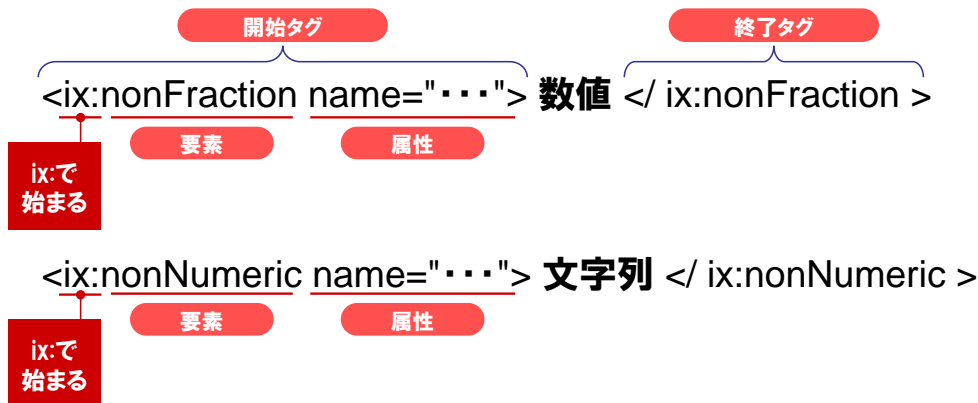 開始タグ
終了タグ
<ix:nonFraction name="・・・"> 数値 </ ix:nonFraction >
要素
属性
ix:で
始まる
<ix:nonNumeric name="・・・"> 文字列 </ ix:nonNumeric >
要素
属性
ix:で
始まる